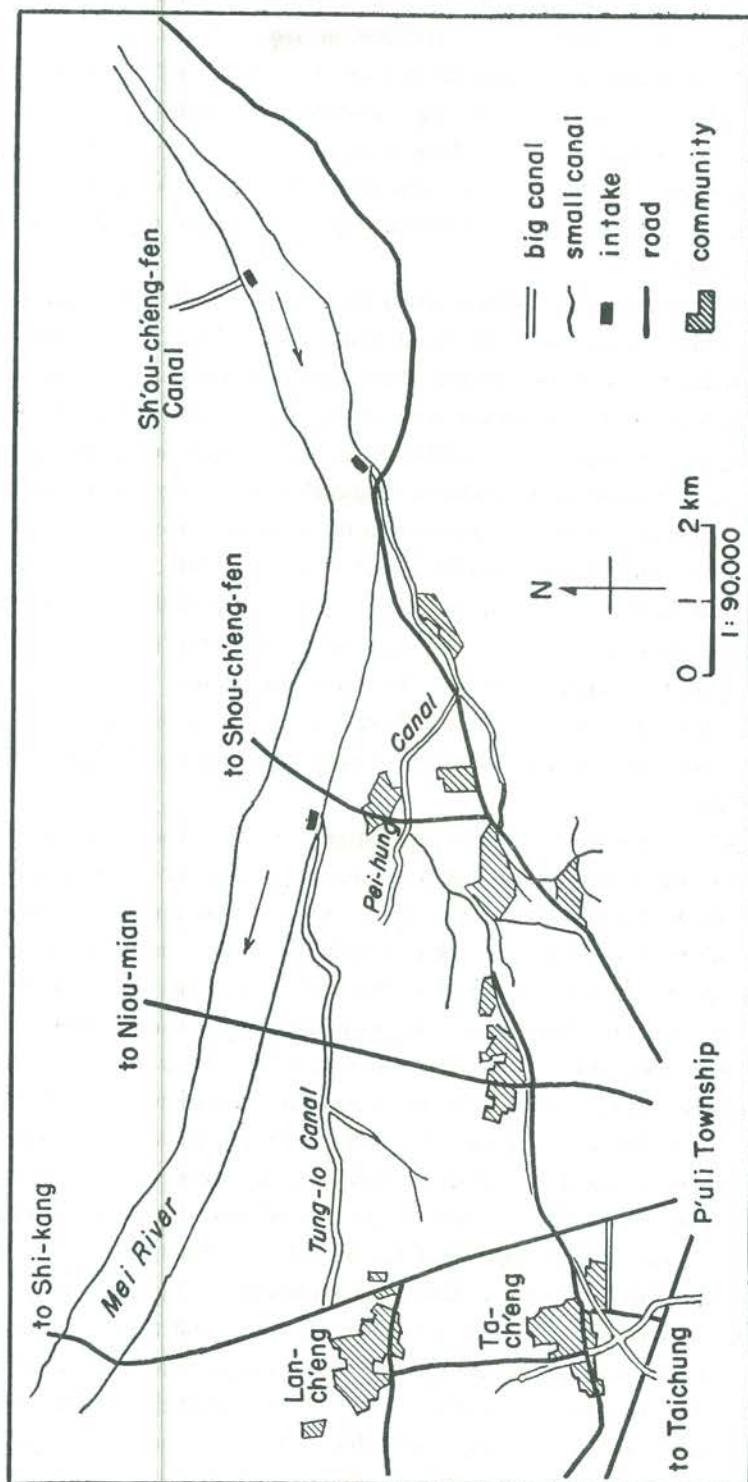 to Shi-kang
Mei River
to Niou-mian
to Shou-ch'eng-fen
Sh'ou-ch'eng-fen
Canal
Tung-lo Canal
Pei-hung Canal
Lan-
ch'eng
Ta-
ch'eng
to Taichung
P'uli Township
N
0 1 2 km
1: 90,000
big canal
small canal
intake
road
community